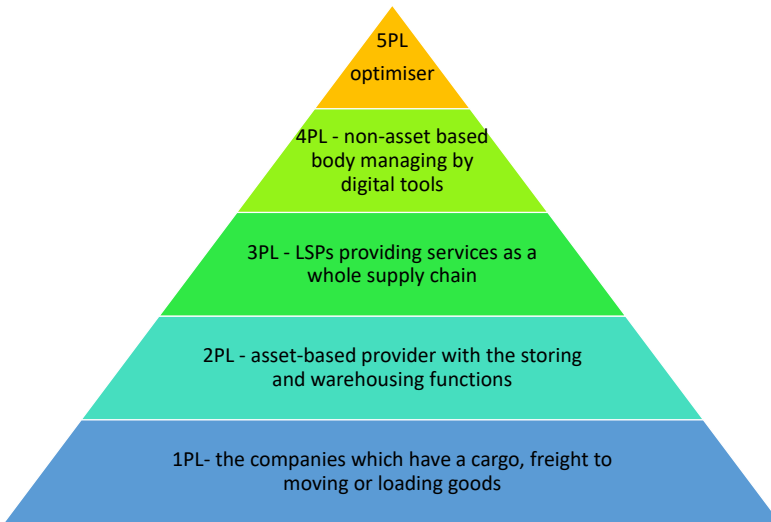 5PL
optimiser
4PL - non-asset based
body managing by
digital tools
3PL - LSPs providing services as a
whole supply chain
2PL - asset-based provider with the storing
and warehousing functions
1PL- the companies which have a cargo, freight to
moving or loading goods